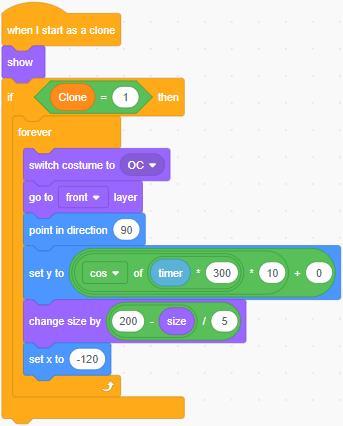 when I start as a clone
show
if Clone = 1 then
forever
switch costume to OC
go to front layer
point in direction 90
set y to cos of timer * 300 * 10 + 0
change size by 200 - size / 5
set x to -120